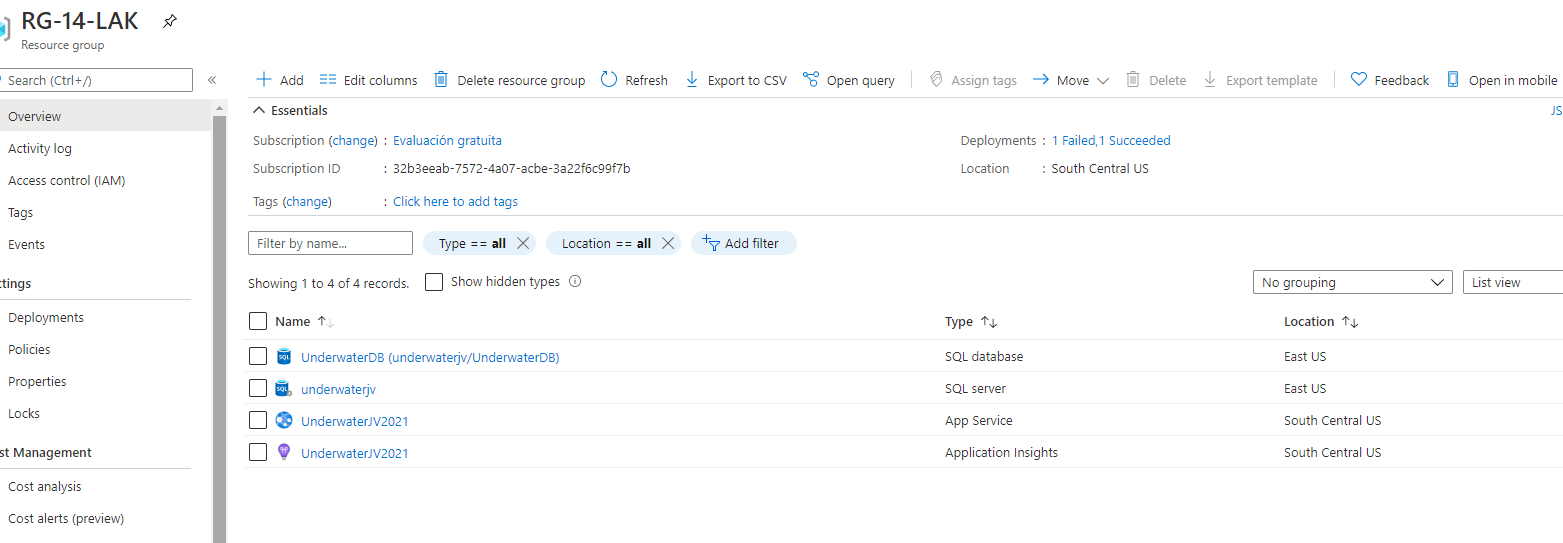 RG-14-LAK
Resource group
Search (Ctrl+/)
«
Add
Edit columns
Delete resource group
Refresh
Export to CSV
Open query
Assign tags
Move
Delete
Export template
Feedback
Open in mobile
Overview
Activity log
Access control (IAM)
Tags
Events
ttings
Deployments
Policies
Properties
Locks
st Management
Cost analysis
Cost alerts (preview)
Essentials
JS
Subscription (change) : Evaluación gratuita
Deployments : 1 Failed,1 Succeeded
Subscription ID : 32b3eeab-7572-4a07-acbe-3a22f6c99f7b
Location : South Central US
Tags (change) : Click here to add tags
Filter by name...
Type == all
Location == all
Add filter
Showing 1 to 4 of 4 records.
Show hidden types
No grouping
List view
Name Type Location
UnderwaterDB (underwaterjv/UnderwaterDB) SQL database East US
underwaterjv SQL server East US
UnderwaterJV2021 App Service South Central US
UnderwaterJV2021 Application Insights South Central US